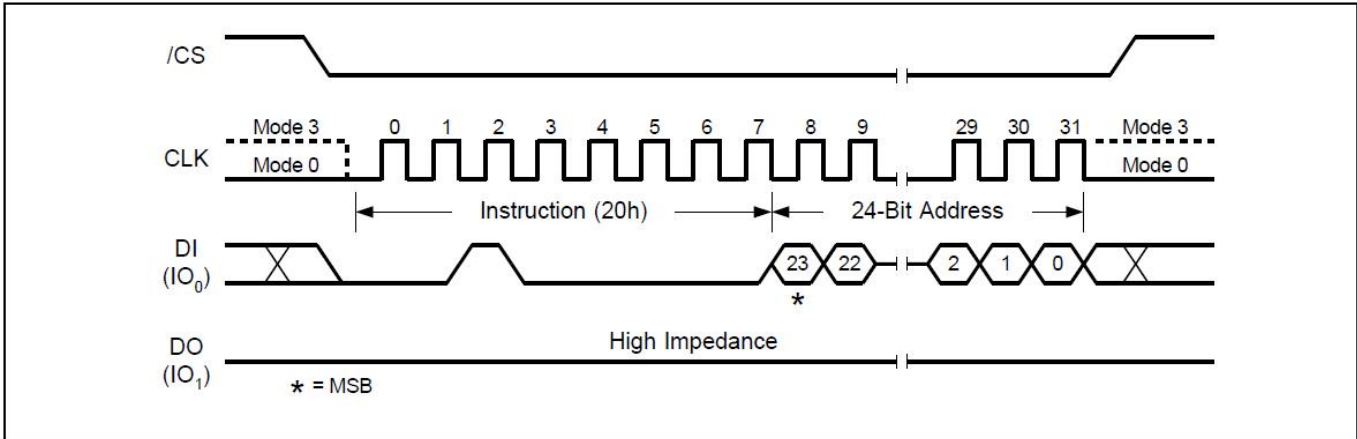 /CS
Mode 3 0 1 2 3 4 5 6 7 8 9 29 30 31 Mode 3
CLK
Mode 0 Mode 0
Instruction (20h) 24-Bit Address
DI
(IO₀)
23 22 2 1 0
*
High Impedance
DO
(IO₁)
* = MSB